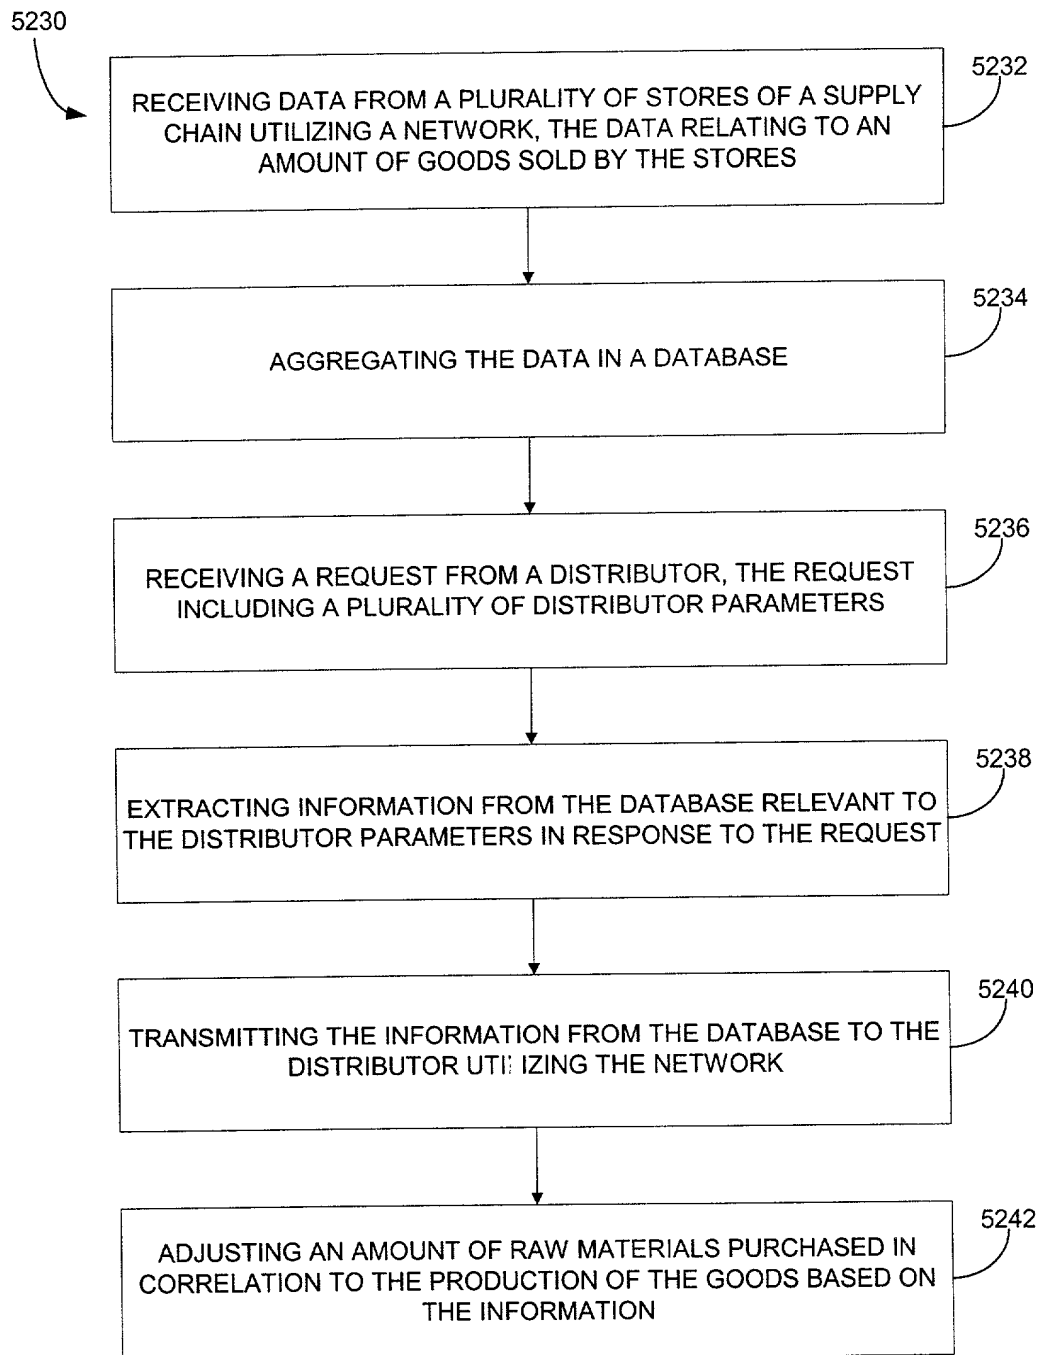 5230
5232
RECEIVING DATA FROM A PLURALITY OF STORES OF A SUPPLY
CHAIN UTILIZING A NETWORK, THE DATA RELATING TO AN
AMOUNT OF GOODS SOLD BY THE STORES
5234
AGGREGATING THE DATA IN A DATABASE
5236
RECEIVING A REQUEST FROM A DISTRIBUTOR, THE REQUEST
INCLUDING A PLURALITY OF DISTRIBUTOR PARAMETERS
5238
EXTRACTING INFORMATION FROM THE DATABASE RELEVANT TO
THE DISTRIBUTOR PARAMETERS IN RESPONSE TO THE REQUEST
5240
TRANSMITTING THE INFORMATION FROM THE DATABASE TO THE
DISTRIBUTOR UTILIZING THE NETWORK
5242
ADJUSTING AN AMOUNT OF RAW MATERIALS PURCHASED IN
CORRELATION TO THE PRODUCTION OF THE GOODS BASED ON
THE INFORMATION